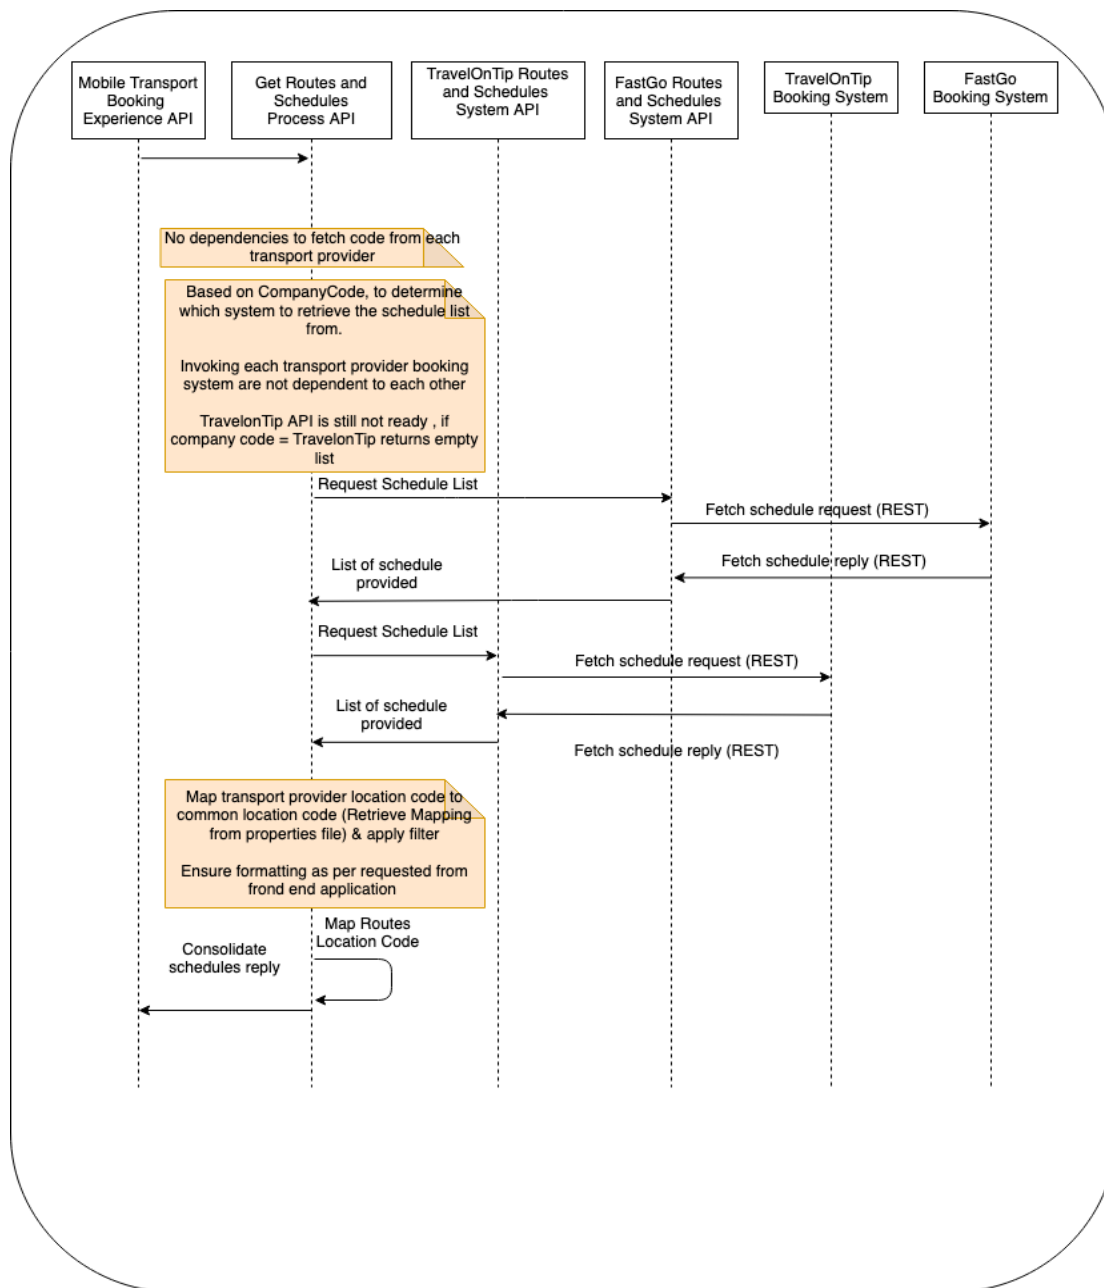 Mobile Transport
Booking
Experience API
Get Routes and
Schedules
Process API
TravelOnTip Routes
and Schedules
System API
FastGo Routes
and Schedules
System API
TravelOnTip
Booking System
FastGo
Booking System
No dependencies to fetch code from each
transport provider
Based on CompanyCode, to determine
which system to retrieve the schedule list
from.
Invoking each transport provider booking
system are not dependent to each other
TravelonTip API is still not ready , if
company code = TravelonTip returns empty
list
Request Schedule List
Fetch schedule request (REST)
Fetch schedule reply (REST)
List of schedule
provided
Request Schedule List
Fetch schedule request (REST)
List of schedule
provided
Fetch schedule reply (REST)
Map transport provider location code to
common location code (Retrieve Mapping
from properties file) & apply filter
Ensure formatting as per requested from
frond end application
Map Routes
Location Code
Consolidate
schedules reply